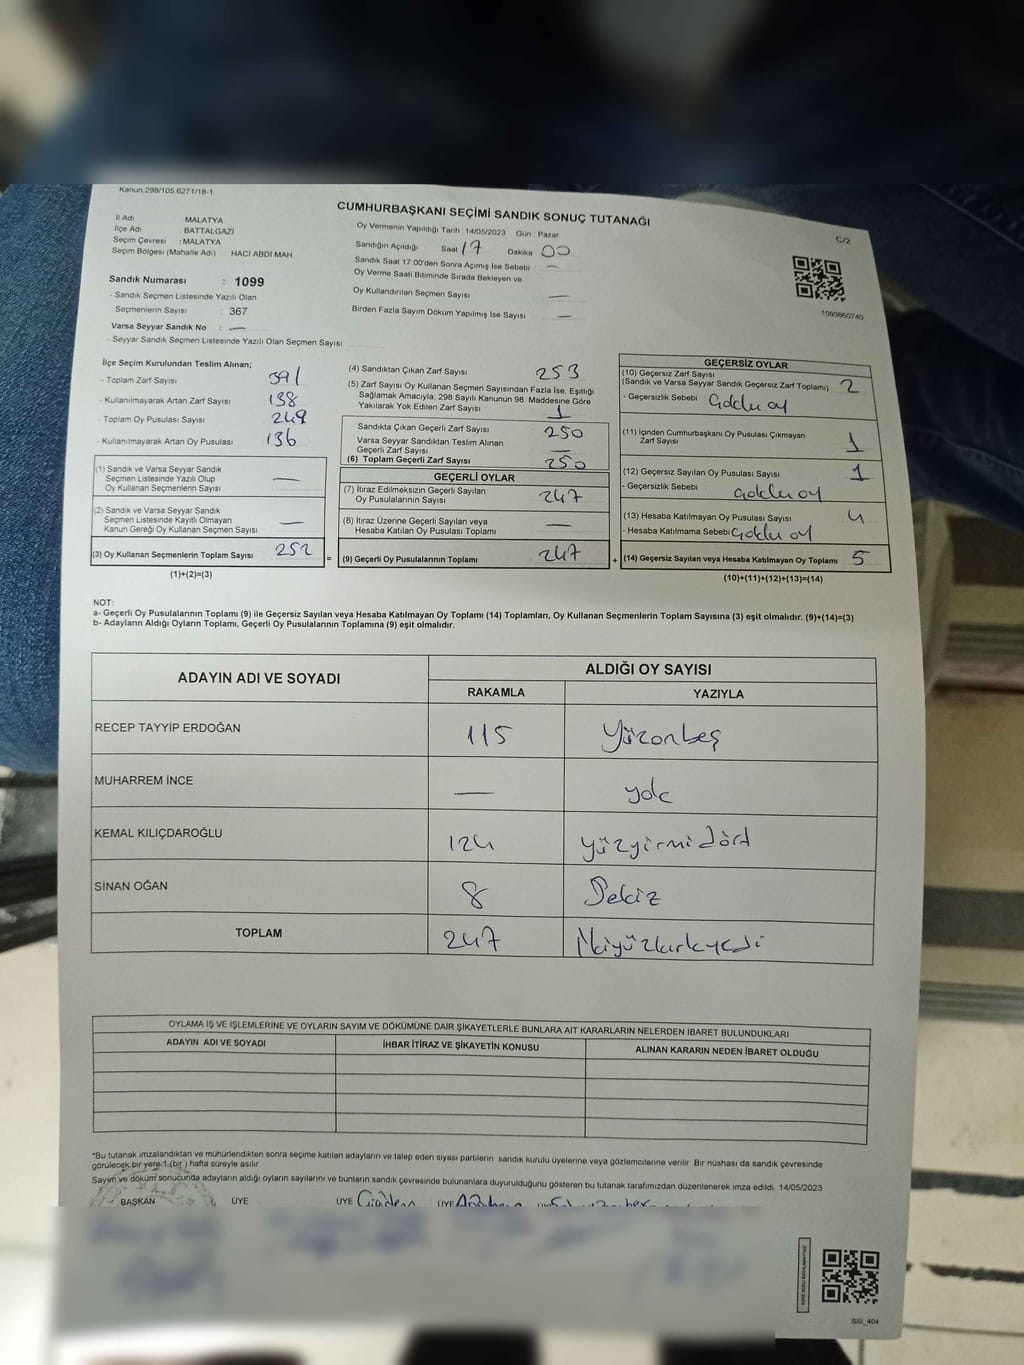 Kanun:298/105,6271/18-1
CUMHURBAŞKANI SEÇİMİ SANDIK SONUÇ TUTANAĞI
C/2
İl Adı MALATYA
İlçe Adı BATTALGAZİ
Seçim Çevresi : MALATYA
Seçim Bölgesi (Mahalle Adı) HACI ABDİ MAH
Oy Vermenin Yapıldığı Tarih : 14/05/2023 Gün : Pazar
Sandığın Açıldığı Saat 17 Dakika 00
Sandık Saat 17:00'den Sonra Açımış İse Sebebi —
Oy Verme Saati Bitiminde Sırada Bekleyen ve
Oy Kullandırılan Seçmen Sayısı —
Birden Fazla Sayım Döküm Yapılmış İse Sayısı —
Sandık Numarası : 1099
- Sandık Seçmen Listesinde Yazılı Olan
Seçmenlerin Sayısı : 367
Varsa Seyyar Sandık No : —
- Seyyar Sandık Seçmen Listesinde Yazılı Olan Seçmen Sayısı
İlçe Seçim Kurulundan Teslim Alınan;
- Toplam Zarf Sayısı 391
- Kullanılmayarak Artan Zarf Sayısı 138
- Toplam Oy Pusulası Sayısı
- Kullanılmayarak Artan Oy Pusulası 136
(1) Sandık ve Varsa Seyyar Sandık
Seçmen Listesinde Yazılı Olup
Oy Kullanan Seçmenlerin Sayısı —
(2) Sandık ve Varsa Seyyar Sandık
Seçmen Listesinde Kayıtlı Olmayan
Kanun Gereği Oy Kullanan Seçmen Sayısı —
(3) Oy Kullanan Seçmenlerin Toplam Sayısı 252
(1)+(2)=(3)
(4) Sandıktan Çıkan Zarf Sayısı 253
(5) Zarf Sayısı Oy Kullanan Seçmen Sayısından Fazla İse, Eşitliği
Sağlamak Amacıyla, 298 Sayılı Kanunun 98. Maddesine Göre
Yakılarak Yok Edilen Zarf Sayısı 1
Sandıkta Çıkan Geçerli Zarf Sayısı 250
Varsa Seyyar Sandıktan Teslim Alınan
Geçerli Zarf Sayısı —
(6) Toplam Geçerli Zarf Sayısı 250
GEÇERLİ OYLAR
(7) İtiraz Edilmeksizin Geçerli Sayılan
Oy Pusulalarının Sayısı 247
(8) İtiraz Üzerine Geçerli Sayılan veya
Hesaba Katılan Oy Pusulaları Toplamı —
= (9) Geçerli Oy Pusulalarının Toplamı 247
GEÇERSİZ OYLAR
(10) Geçersiz Zarf Sayısı
(Sandık ve Varsa Seyyar Sandık Geçersiz Zarf Toplamı) 2
- Geçersizlik Sebebi
(11) İçinden Cumhurbaşkanı Oy Pusulası Çıkmayan
Zarf Sayısı 1
(12) Geçersiz Sayılan Oy Pusulası Sayısı 1
- Geçersizlik Sebebi
(13) Hesaba Katılmayan Oy Pusulası Sayısı
- Hesaba Katılmama Sebebi
+ (14) Geçersiz Sayılan veya Hesaba Katılmayan Oy Toplamı 5
(10)+(11)+(12)+(13)=(14)
NOT:
a- Geçerli Oy Pusulalarının Toplamı (9) ile Geçersiz Sayılan veya Hesaba Katılmayan Oy Toplamı (14) Toplamları, Oy Kullanan Seçmenlerin Toplam Sayısına (3) eşit olmalıdır. (9)+(14)=(3)
b- Adayların Aldığı Oyların Toplamı, Geçerli Oy Pusulalarının Toplamına (9) eşit olmalıdır.
ADAYIN ADI VE SOYADI ALDIĞI OY SAYISI
RAKAMLA YAZIYLA
RECEP TAYYİP ERDOĞAN 115 Yüzonbeş
MUHARREM İNCE — yok
KEMAL KILIÇDAROĞLU 124 yüzyirmidört
SİNAN OĞAN 8 Sekiz
TOPLAM 247 İkiyüzkırkyedi
OYLAMA İŞ VE İŞLEMLERİNE VE OYLARIN SAYIM VE DÖKÜMÜNE DAİR ŞİKAYETLERLE BUNLARA AİT KARARLARIN NELERDEN İBARET BULUNDUKLARI
ADAYIN ADI VE SOYADI İHBAR İTİRAZ VE ŞİKAYETİN KONUSU ALINAN KARARIN NEDEN İBARET OLDUĞU
*Bu tutanak imzalandıktan ve mühürlendikten sonra seçime katılan adayların ve talep eden siyasi partilerin sandık kurulu üyelerine veya gözlemcilerine verilir. Bir nüshası da sandık çevresinde
görülecek bir yere 1 (bir ) hafta süreyle asılır.
Sayım ve döküm sonucunda adayların aldığı oyların sayılarını ve bunların sandık çevresinde bulunanlara duyurulduğunu gösteren bu tutanak tarafımızdan düzenlenerek imza edildi. 14/05/2023
BAŞKAN ÜYE ÜYE ÜYE
SSI_404